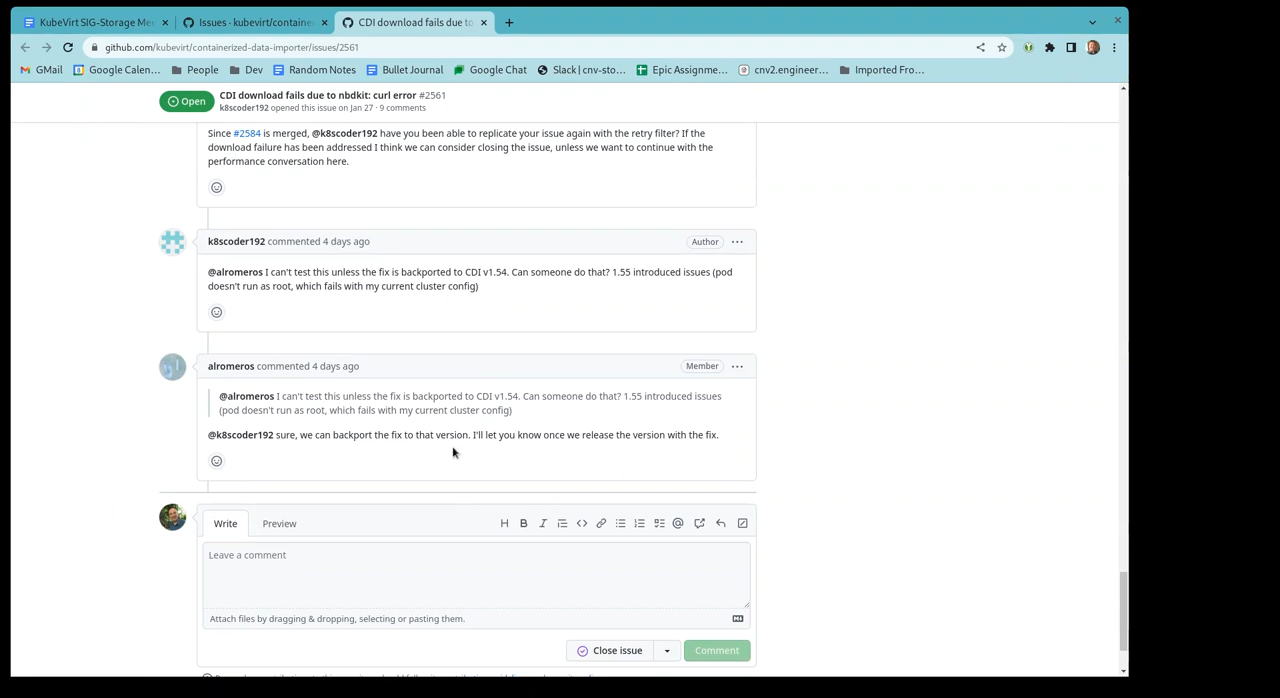 KubeVirt SIG-Storage Me
Issues · kubevirt/containe
CDI download fails due to
github.com/kubevirt/containerized-data-importer/issues/2561
GMail
Google Calen...
People
Dev
Random Notes
Bullet Journal
Google Chat
Slack | cnv-sto...
Epic Assignme...
cnv2.engineer...
Imported Fro...
Open
CDI download fails due to nbdkit: curl error #2561
k8scoder192 opened this issue on Jan 27 · 9 comments
Since #2584 is merged, @k8scoder192 have you been able to replicate your issue again with the retry filter? If the
download failure has been addressed I think we can consider closing the issue, unless we want to continue with the
performance conversation here.
k8scoder192 commented 4 days ago
Author
@alromeros I can't test this unless the fix is backported to CDI v1.54. Can someone do that? 1.55 introduced issues (pod
doesn't run as root, which fails with my current cluster config)
alromeros commented 4 days ago
Member
@alromeros I can't test this unless the fix is backported to CDI v1.54. Can someone do that? 1.55 introduced issues
(pod doesn't run as root, which fails with my current cluster config)
@k8scoder192 sure, we can backport the fix to that version. I'll let you know once we release the version with the fix.
Write
Preview
Leave a comment
Attach files by dragging & dropping, selecting or pasting them.
Close issue
Comment